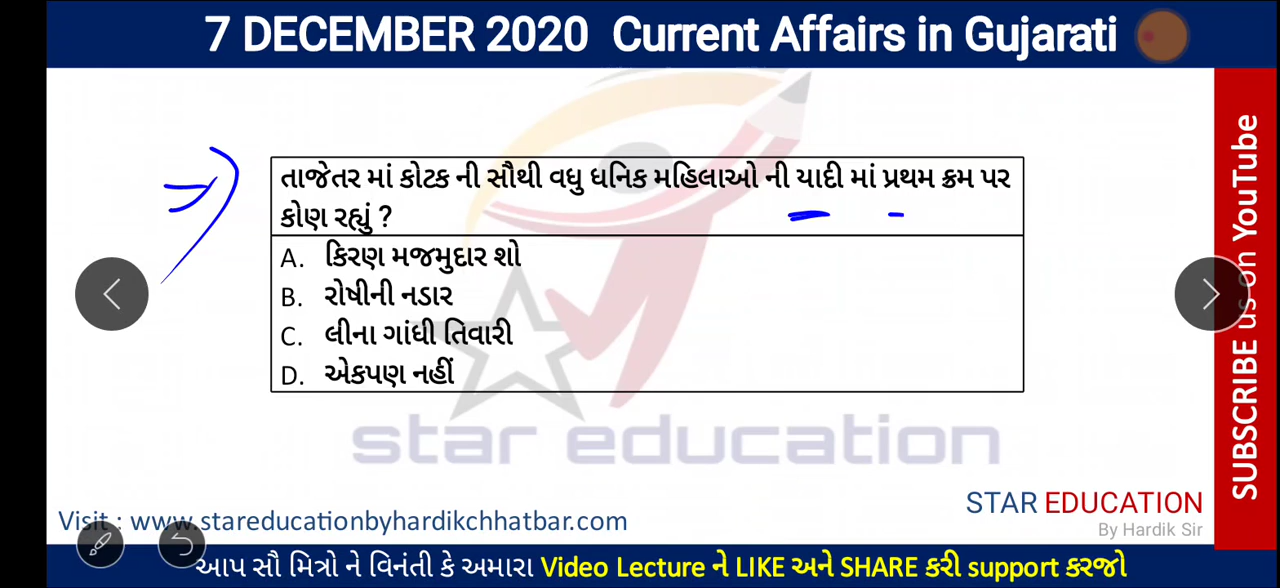 7 DECEMBER 2020 Current Affairs in Gujarati
તાજેતર માં કોટક ની સૌથી વધુ ધનિક મહિલાઓ ની યાદી માં પ્રથમ ક્રમ પર
કોણ રહ્યું ?
A. કિરણ મજમુદાર શો
B. રોષીની નડાર
C. લીના ગાંધી તિવારી
D. એકપણ નહીં
star education
STAR EDUCATION
By Hardik Sir
Visit : www.stareducationbyhardikchhatbar.com
આપ સૌ મિત્રો ને વિનંતી કે અમારા Video Lecture ને LIKE અને SHARE કરી support કરજો
SUBSCRIBE us on YouTube